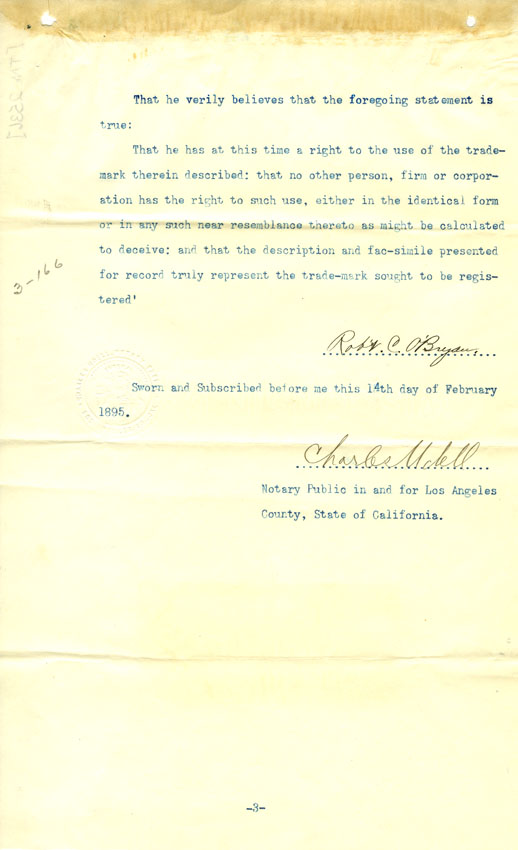 That he verily believes that the foregoing statement is
true:
That he has at this time a right to the use of the trade-
mark therein described: that no other person, firm or corpor-
ation has the right to such use, either in the identical form
or in any such near resemblance thereto as might be calculated
to deceive: and that the description and fac-simile presented
for record truly represent the trade-mark sought to be regis-
tered'
3-166
Robt. C. O'Bryan
Sworn and Subscribed before me this 14th day of February
1895.
Charles Udell
Notary Public in and for Los Angeles
County, State of California.
-3-